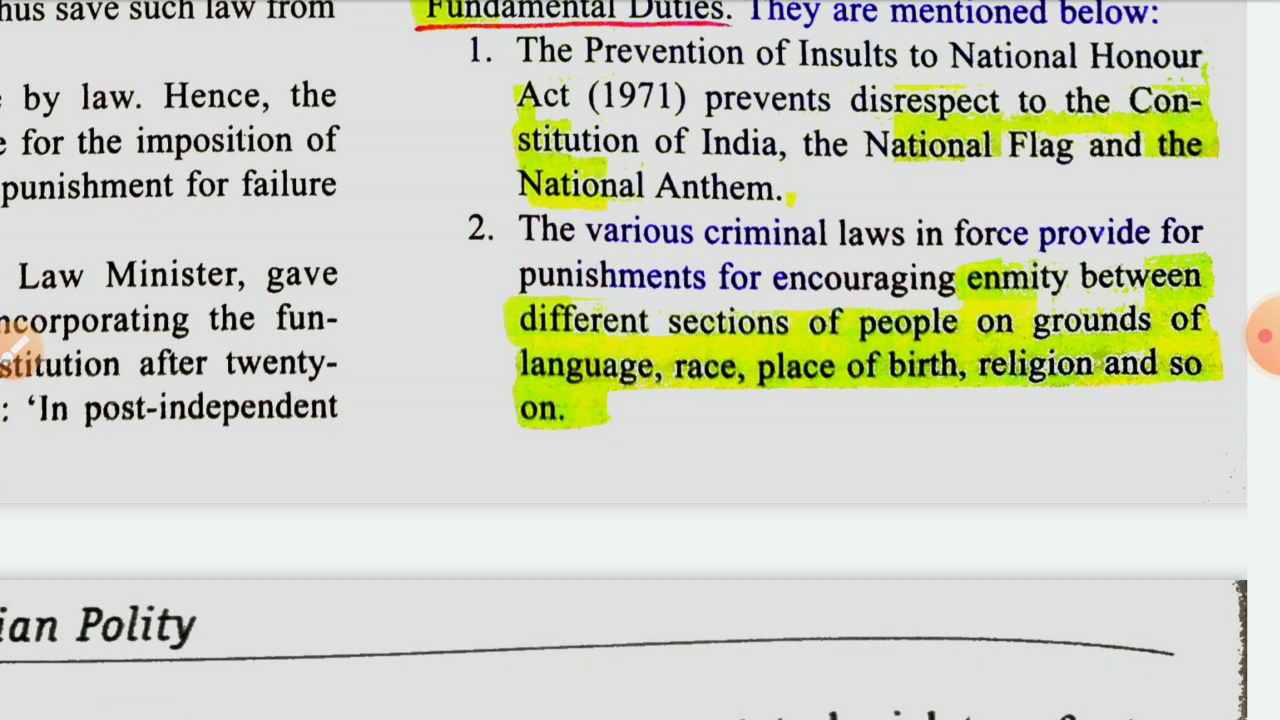 hus save such law from
by law. Hence, the
for the imposition of
punishment for failure
Law Minister, gave
ncorporating the fun-
stitution after twenty-
: ‘In post-independent
Fundamental Duties. They are mentioned below:
1. The Prevention of Insults to National Honour
Act (1971) prevents disrespect to the Con-
stitution of India, the National Flag and the
National Anthem.
2. The various criminal laws in force provide for
punishments for encouraging enmity between
different sections of people on grounds of
language, race, place of birth, religion and so
on.
ian Polity